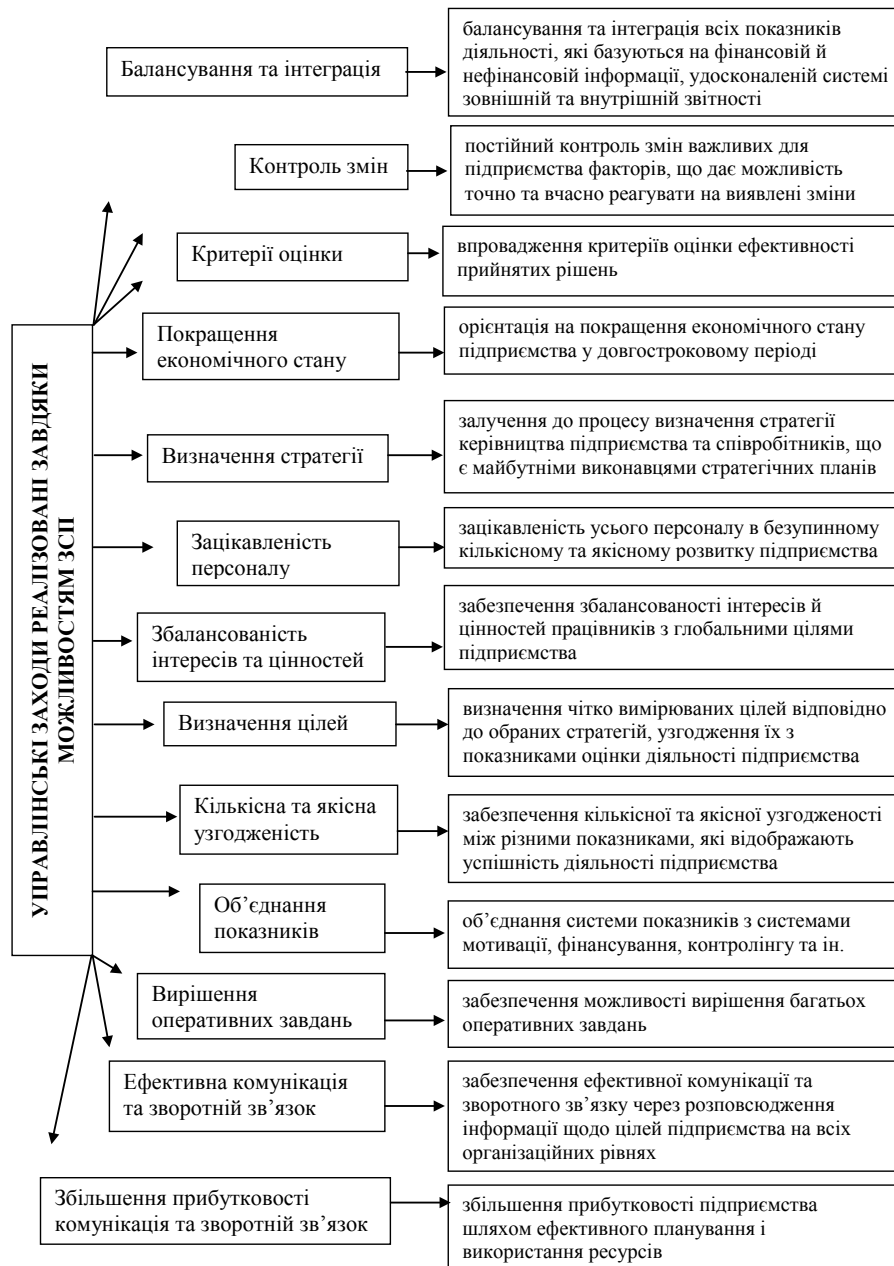 Балансування та інтеграція
балансування та інтеграція всіх показників
діяльності, які базуються на фінансовій й
нефінансовій інформації, удосконаленій системі
зовнішній та внутрішній звітності
Контроль змін
постійний контроль змін важливих для
підприємства факторів, що дає можливість
точно та вчасно реагувати на виявлені зміни
Критерії оцінки
впровадження критеріїв оцінки ефективності
прийнятих рішень
УПРАВЛІНСЬКІ ЗАХОДИ РЕАЛІЗОВАНІ ЗАВДЯКИ
МОЖЛИВОСТЯМ ЗСП
Покращення
економічного стану
орієнтація на покращення економічного стану
підприємства у довгостроковому періоді
Визначення стратегії
залучення до процесу визначення стратегії
керівництва підприємства та співробітників, що
є майбутніми виконавцями стратегічних планів
Зацікавленість
персоналу
зацікавленість усього персоналу в безупинному
кількісному та якісному розвитку підприємства
Збалансованість
інтересів та цінностей
забезпечення збалансованості інтересів й
цінностей працівників з глобальними цілями
підприємства
Визначення цілей
визначення чітко вимірюваних цілей відповідно
до обраних стратегій, узгодження їх з
показниками оцінки діяльності підприємства
Кількісна та якісна
узгодженість
забезпечення кількісної та якісної узгодженості
між різними показниками, які відображають
успішність діяльності підприємства
Об’єднання
показників
об’єднання системи показників з системами
мотивації, фінансування, контролінгу та ін.
Вирішення
оперативних завдань
забезпечення можливості вирішення багатьох
оперативних завдань
Ефективна комунікація
та зворотній зв’язок
забезпечення ефективної комунікації та
зворотного зв’язку через розповсюдження
інформації щодо цілей підприємства на всіх
організаційних рівнях
Збільшення прибутковості
комунікація та зворотній зв’язок
збільшення прибутковості підприємства
шляхом ефективного планування і
використання ресурсів